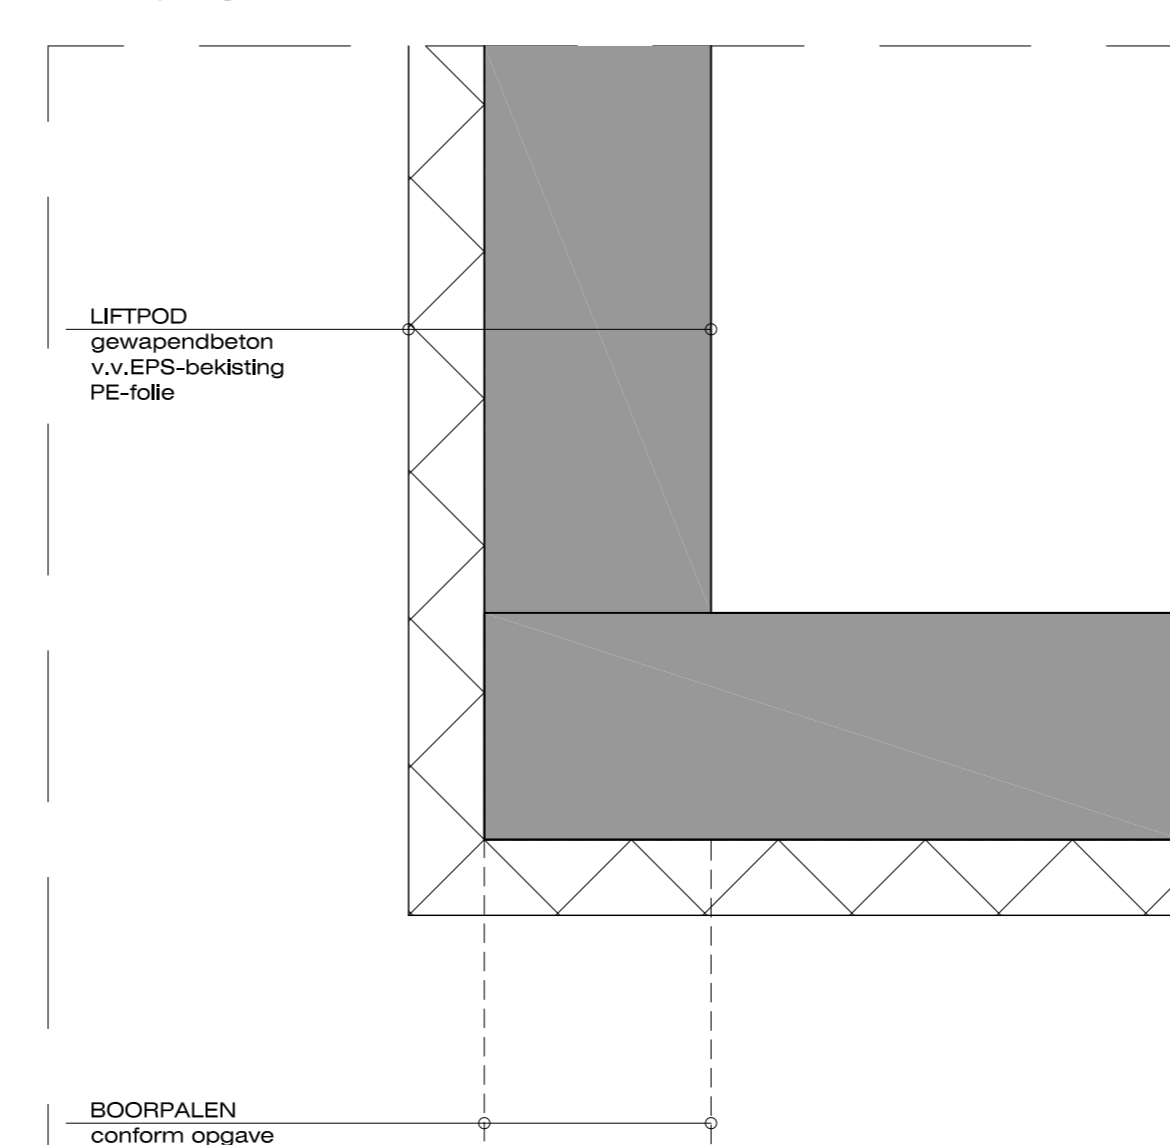 LIFTPOD
gewapendbeton
v.v.EPS-bekisting
PE-folie
BOORPALEN
conform opgave